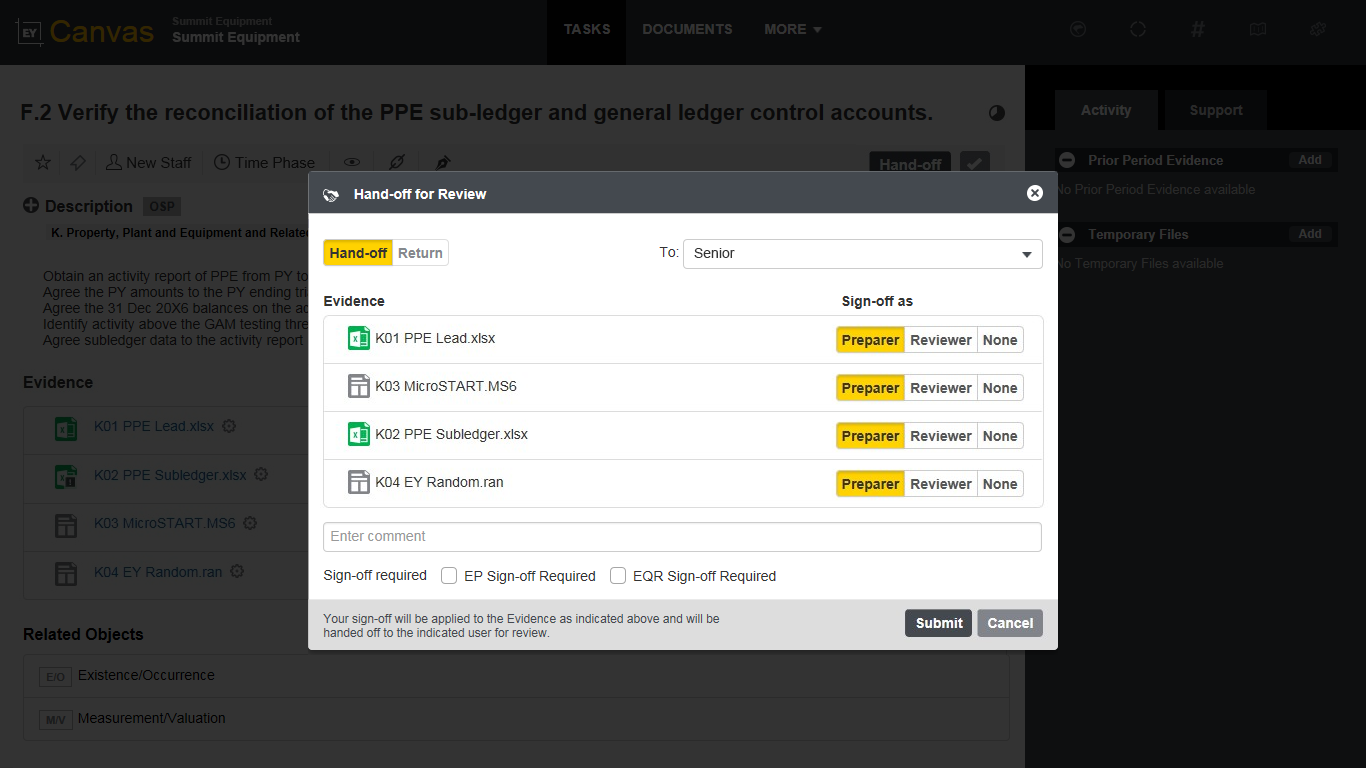 EY Canvas
Summit Equipment
Summit Equipment
TASKS
DOCUMENTS
MORE
F.2 Verify the reconciliation of the PPE sub-ledger and general ledger control accounts.
New Staff
Time Phase
Hand-off
Activity
Support
Prior Period Evidence
Add
No Prior Period Evidence available
Temporary Files
Add
No Temporary Files available
Description
OSP
K. Property, Plant and Equipment and Related
Obtain an activity report of PPE from PY to
Agree the PY amounts to the PY ending
Agree the 31 Dec 20X6 balances on the
Identify activity above the GAM testing
Agree subledger data to the activity report
Evidence
K01 PPE Lead.xlsx
K02 PPE Subledger.xlsx
K03 MicroSTART.MS6
K04 EY Random.ran
Related Objects
E/O Existence/Occurrence
M/V Measurement/Valuation
Hand-off for Review
Hand-off Return
To: Senior
Evidence
Sign-off as
K01 PPE Lead.xlsx
Preparer Reviewer None
K03 MicroSTART.MS6
Preparer Reviewer None
K02 PPE Subledger.xlsx
Preparer Reviewer None
K04 EY Random.ran
Preparer Reviewer None
Enter comment
Sign-off required
EP Sign-off Required
EQR Sign-off Required
Your sign-off will be applied to the Evidence as indicated above and will be
handed off to the indicated user for review.
Submit
Cancel